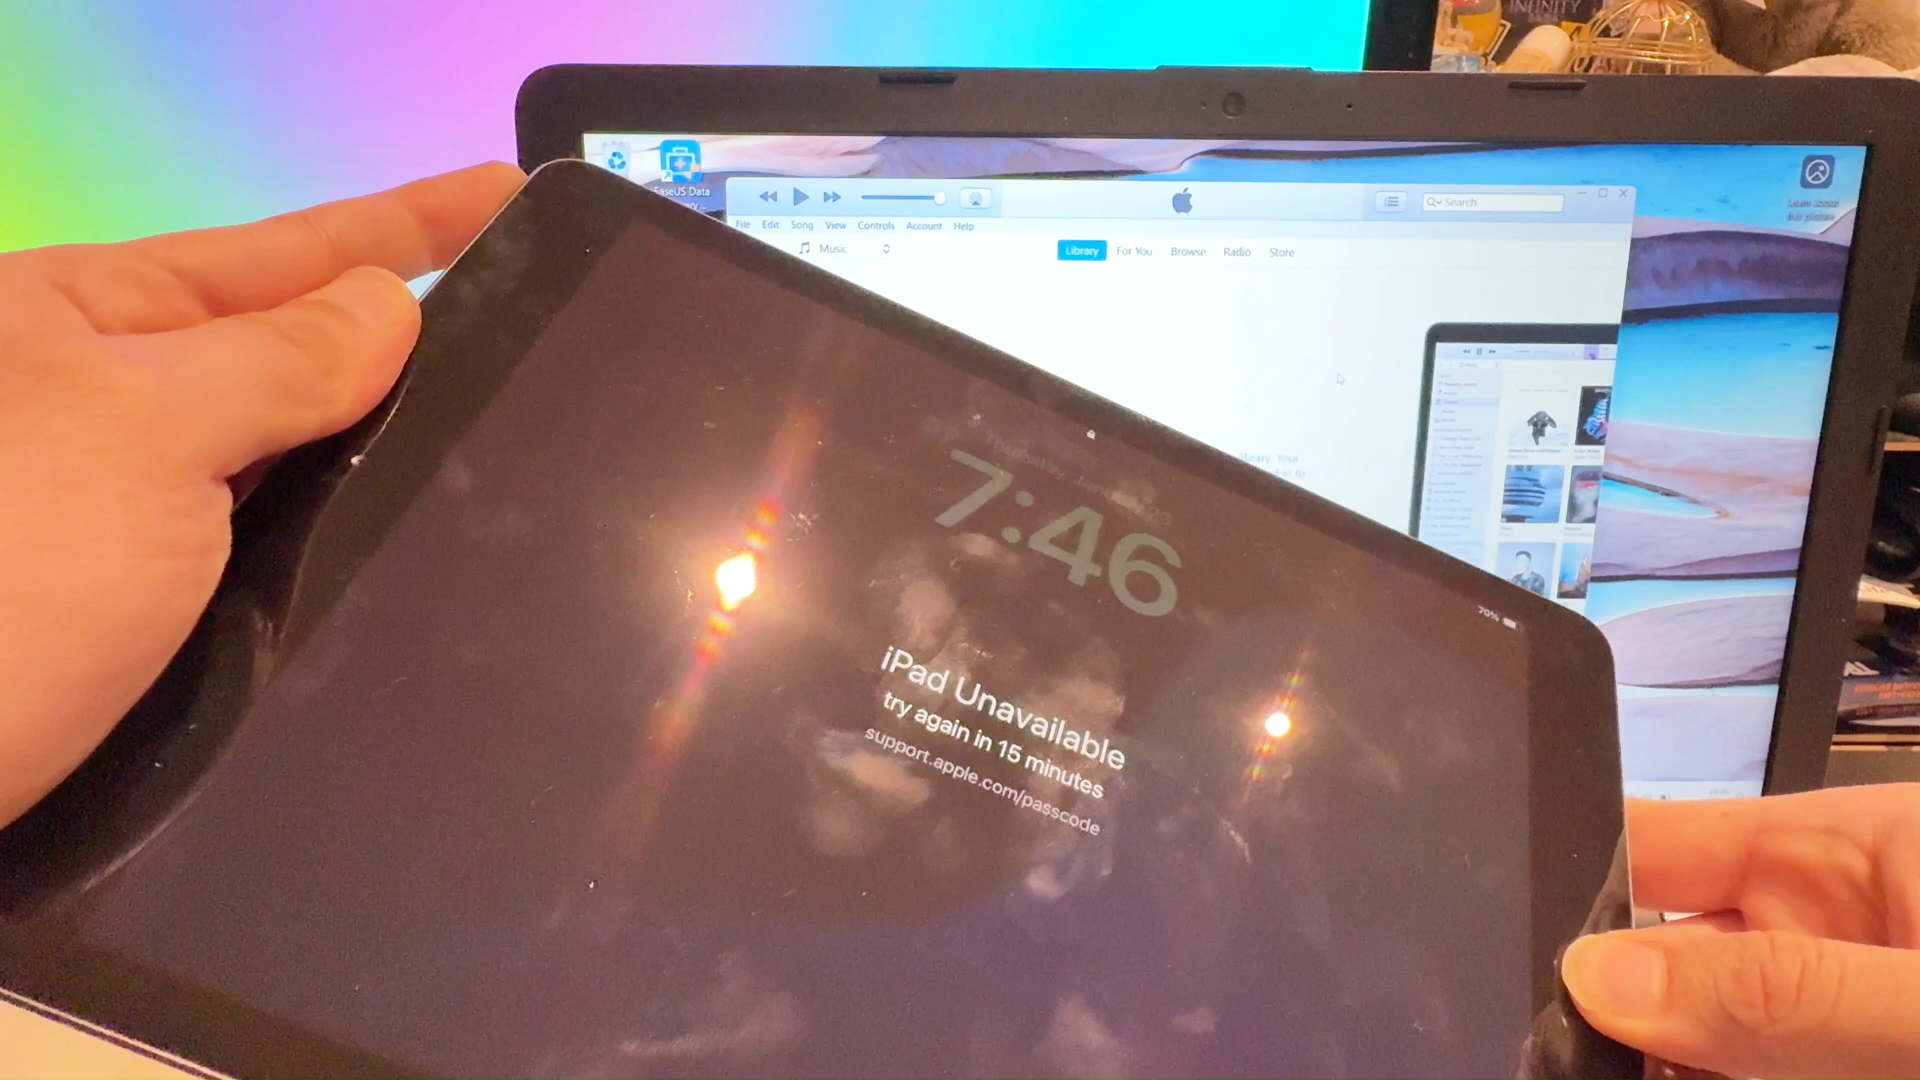 INFINITY
EaseUS Data
Search
File Edit Song View Controls Account Help
Music
Library For You Browse Radio Store
7:46
70%
iPad Unavailable
try again in 15 minutes
support.apple.com/passcode